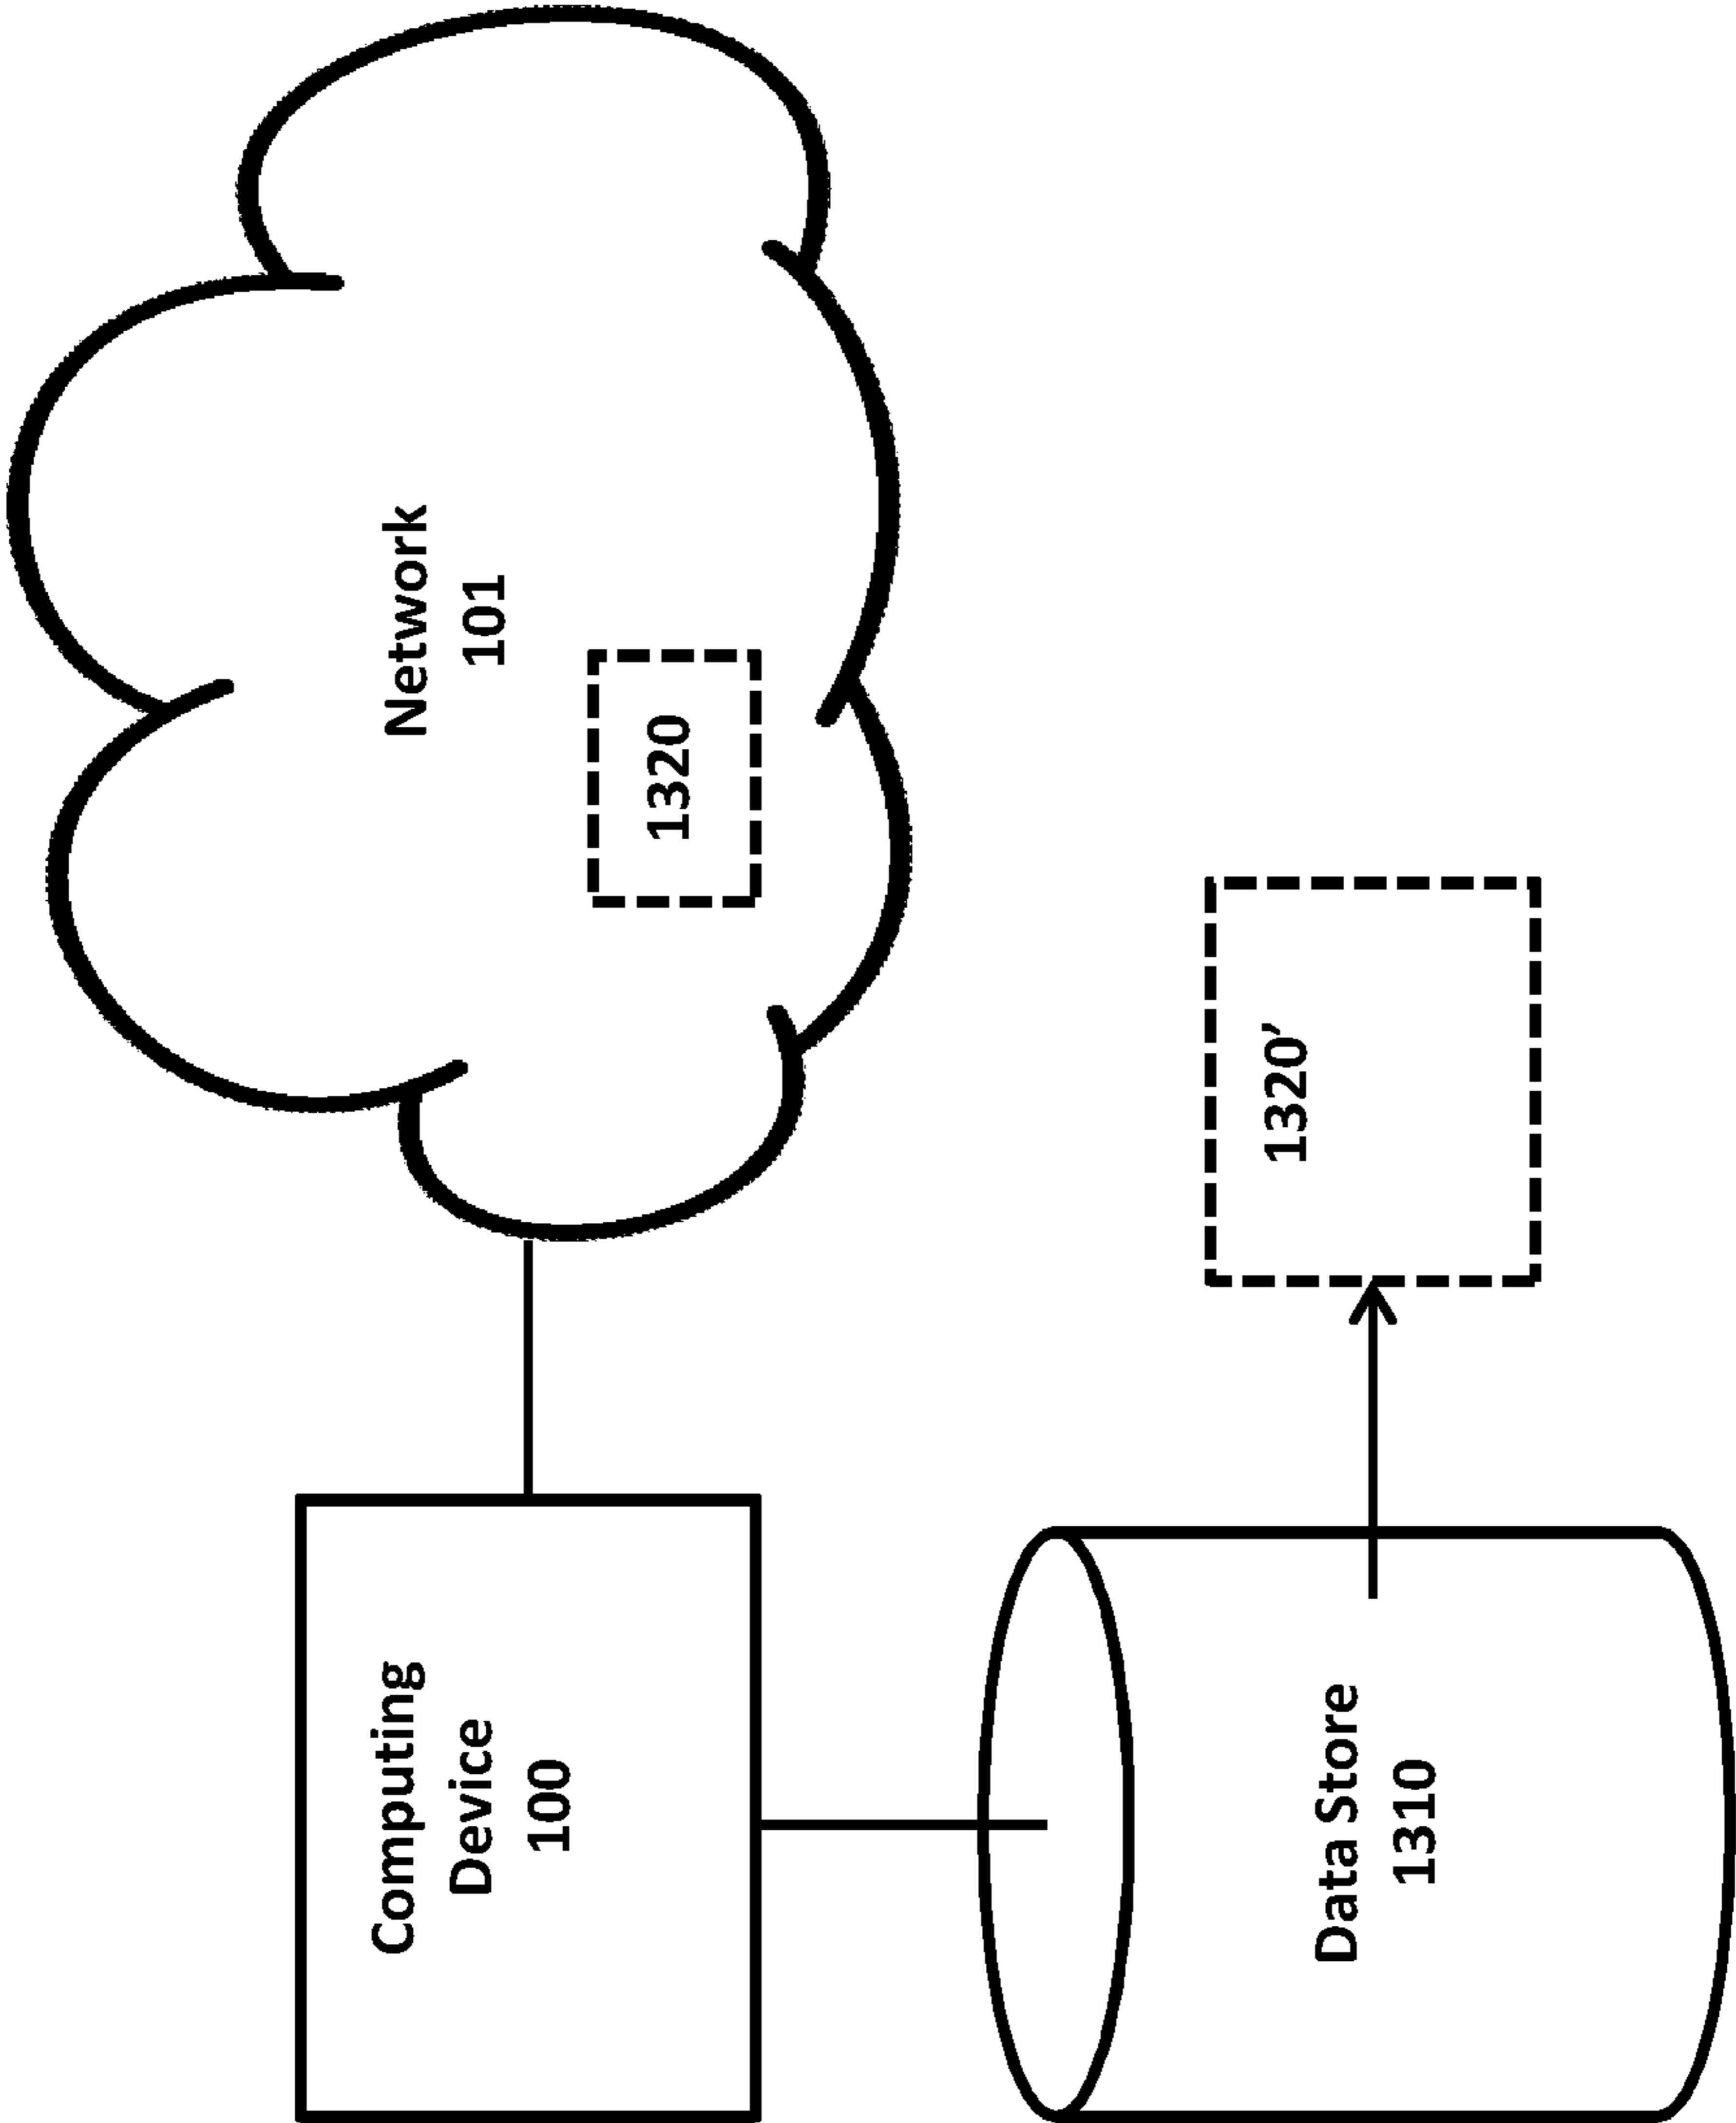 Computing
Device
100
Network
101
1320
Data Store
1310
1320′